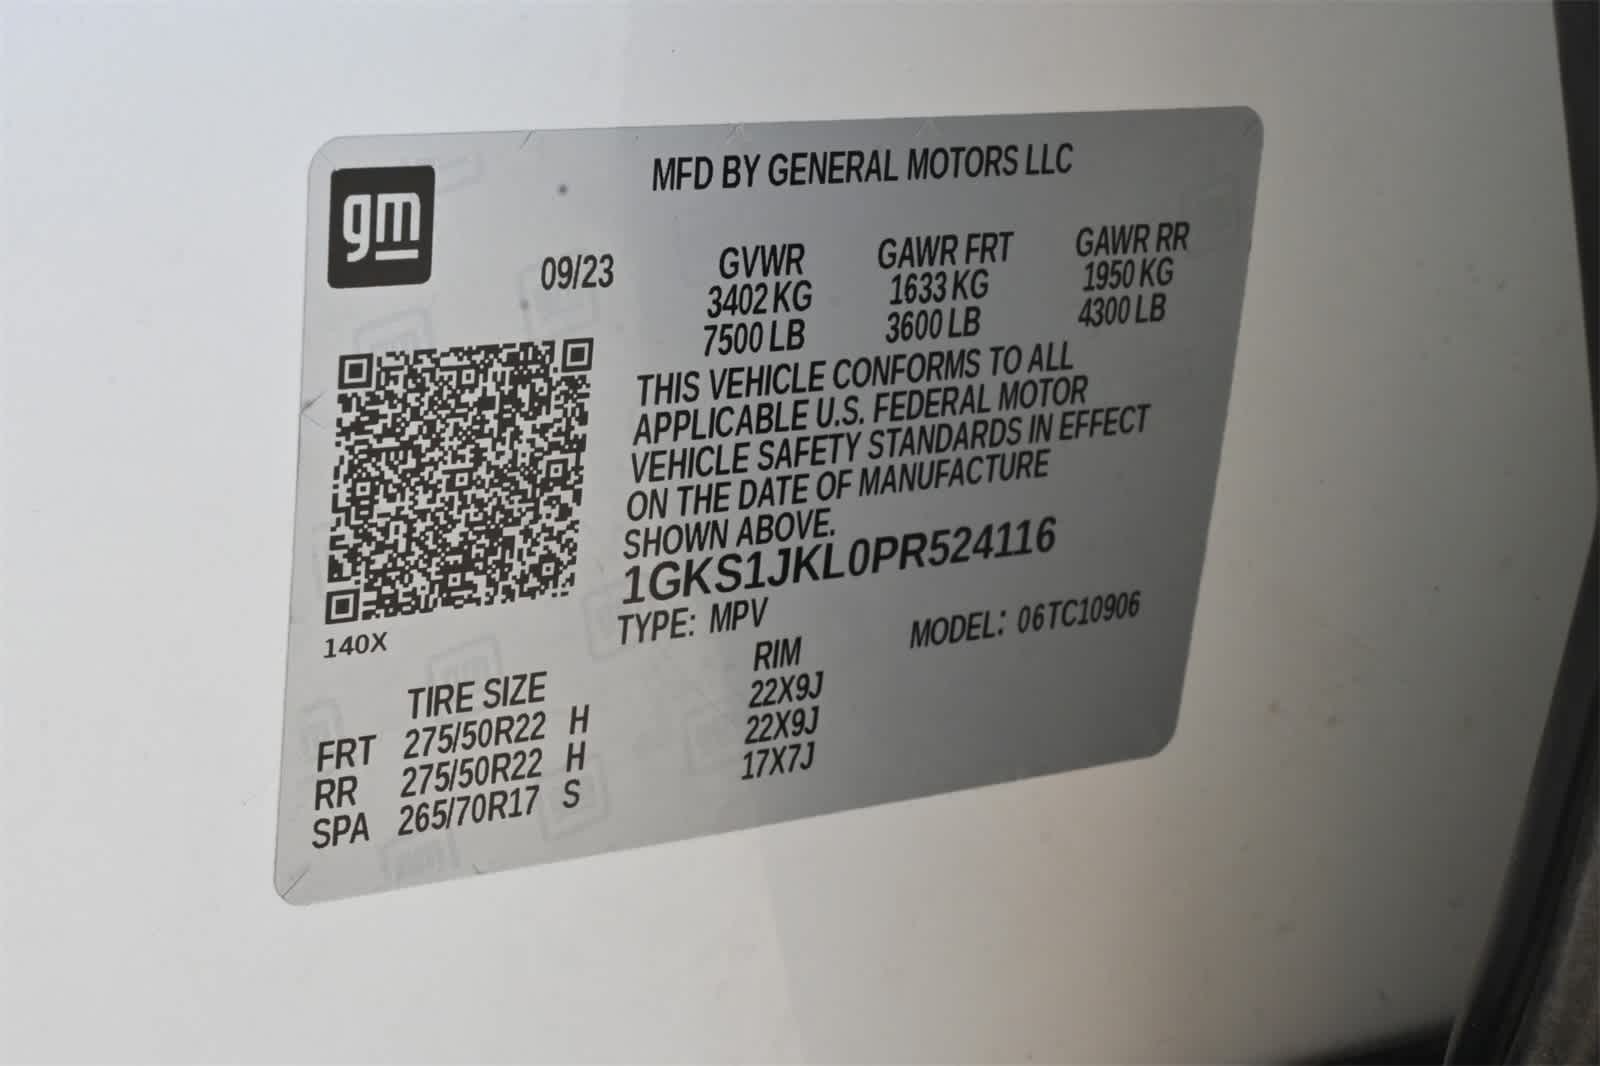 gm
MFD BY GENERAL MOTORS LLC
09/23 GVWR GAWR FRT GAWR RR
3402 KG 1633 KG 1950 KG
7500 LB 3600 LB 4300 LB
THIS VEHICLE CONFORMS TO ALL
APPLICABLE U.S. FEDERAL MOTOR
VEHICLE SAFETY STANDARDS IN EFFECT
ON THE DATE OF MANUFACTURE
SHOWN ABOVE.
1GKS1JKL0PR524116
TYPE: MPV MODEL: 06TC10906
140X
TIRE SIZE RIM
FRT 275/50R22 H 22X9J
RR 275/50R22 H 22X9J
SPA 265/70R17 S 17X7J